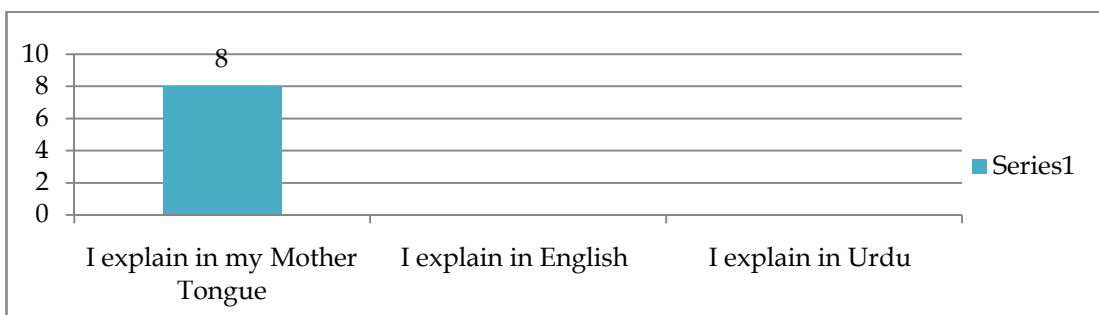 10
8
6
4
2
0
8
I explain in my Mother
Tongue
I explain in English
I explain in Urdu
Series1